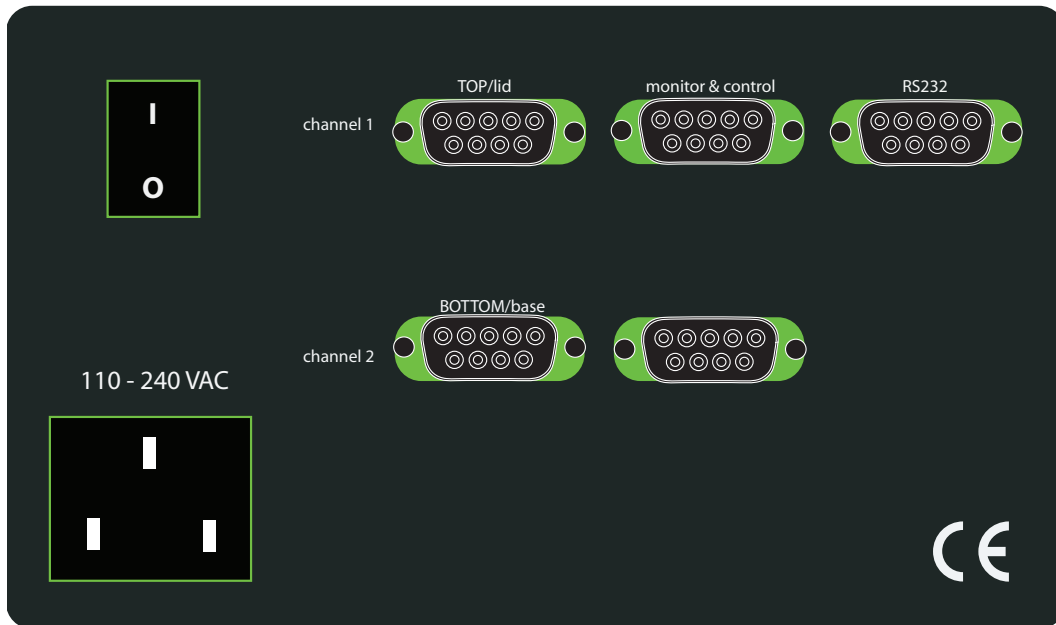 I
O
TOP/lid
monitor & control
RS232
channel 1
BOTTOM/base
channel 2
110 - 240 VAC
CE